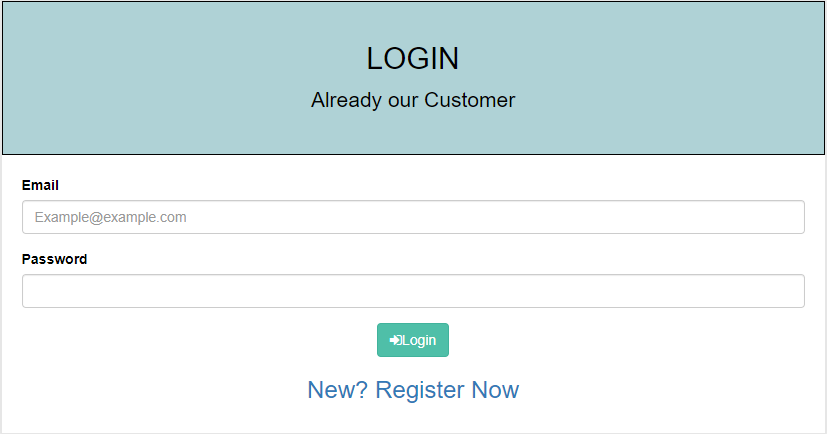 LOGIN
Already our Customer
Email
Example@example.com
Password
Login
New? Register Now